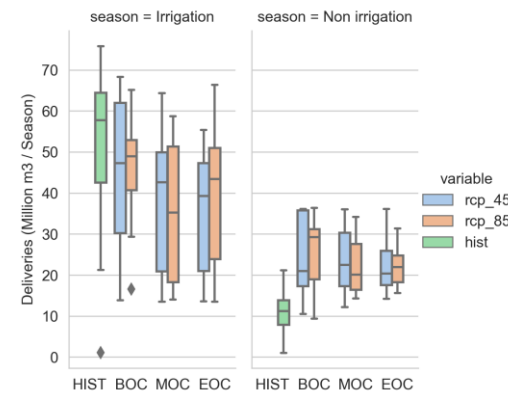 season = Irrigation
season = Non irrigation
Deliveries (Million m3 / Season)
70
60
50
40
30
20
10
0
HIST BOC MOC EOC
HIST BOC MOC EOC
variable
rcp_45
rcp_85
hist